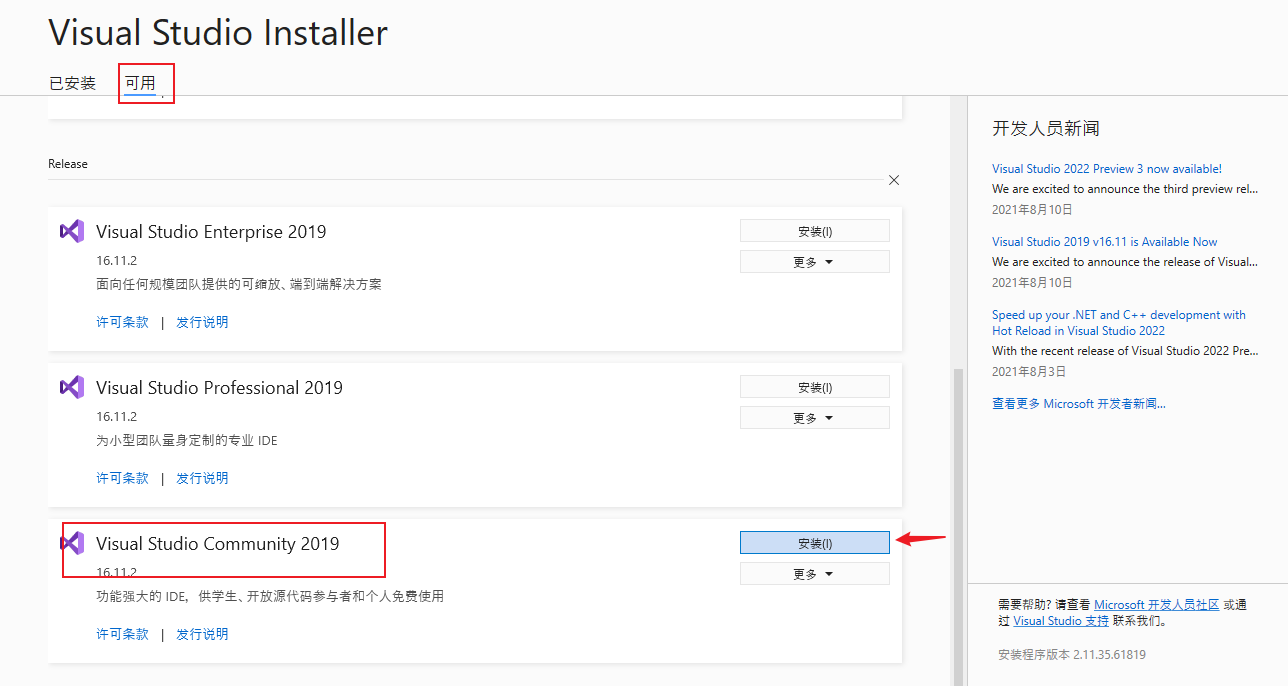 Visual Studio Installer
已安装
可用
Release
Visual Studio Enterprise 2019
安装(I)
16.11.2
更多
面向任何规模团队提供的可缩放、端到端解决方案
许可条款 | 发行说明
Visual Studio Professional 2019
安装(I)
16.11.2
更多
为小型团队量身定制的专业 IDE
许可条款 | 发行说明
Visual Studio Community 2019
安装(I)
16.11.2
更多
功能强大的 IDE，供学生、开放源代码参与者和个人免费使用
许可条款 | 发行说明
开发人员新闻
Visual Studio 2022 Preview 3 now available!
We are excited to announce the third preview rel...
2021年8月10日
Visual Studio 2019 v16.11 is Available Now
We are excited to announce the release of Visual...
2021年8月10日
Speed up your .NET and C++ development with
Hot Reload in Visual Studio 2022
With the recent release of Visual Studio 2022 Pre...
2021年8月3日
查看更多 Microsoft 开发者新闻...
需要帮助? 请查看 Microsoft 开发人员社区 或通
过 Visual Studio 支持 联系我们。
安装程序版本 2.11.35.61819